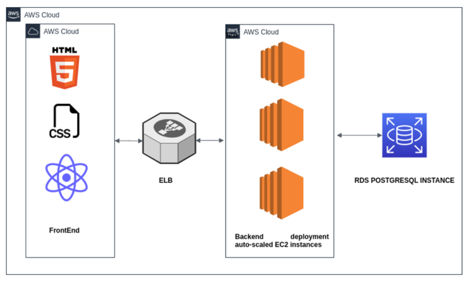 aws
AWS Cloud
AWS Cloud
aws
AWS Cloud
HTML
5
CSS
ELB
FrontEnd
Backend deployment
auto-scaled EC2 instances
RDS POSTGRESQL INSTANCE